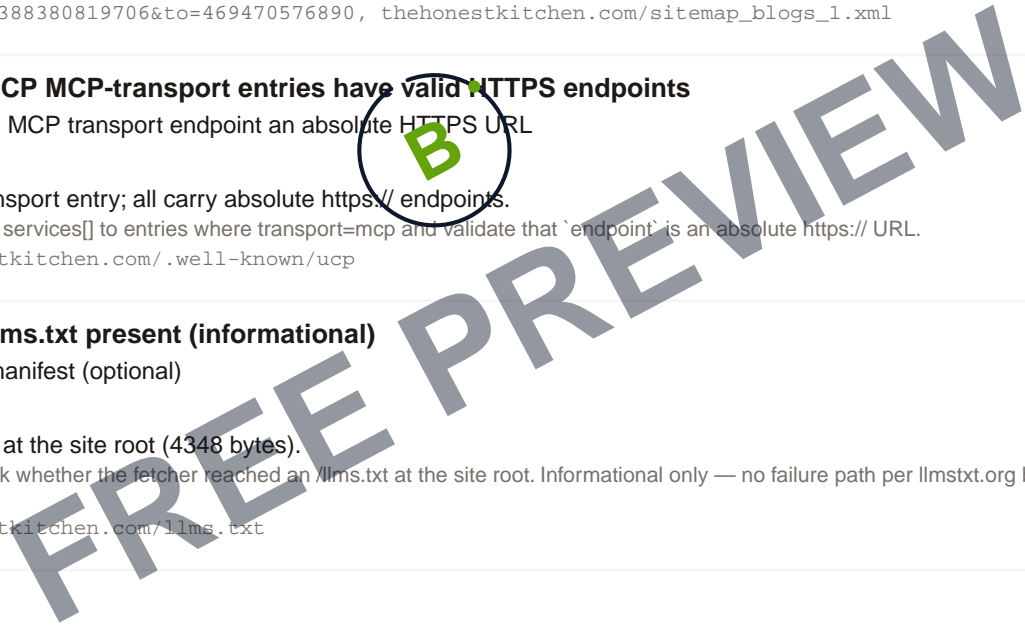 388380819706&to=469470576890, thehonestkitchen.com/sitemap_blogs_1.xml
CP MCP-transport entries have valid HTTPS endpoints
MCP transport endpoint an absolute HTTPS URL
B
nsport entry; all carry absolute https:// endpoints.
services[] to entries where transport=mcp and validate that `endpoint` is an absolute https:// URL.
tkitchen.com/.well-known/ucp
lms.txt present (informational)
manifest (optional)
at the site root (4348 bytes).
k whether the fetcher reached an /llms.txt at the site root. Informational only — no failure path per llmstxt.org
tkitchen.com/llms.txt
FREE PREVIEW